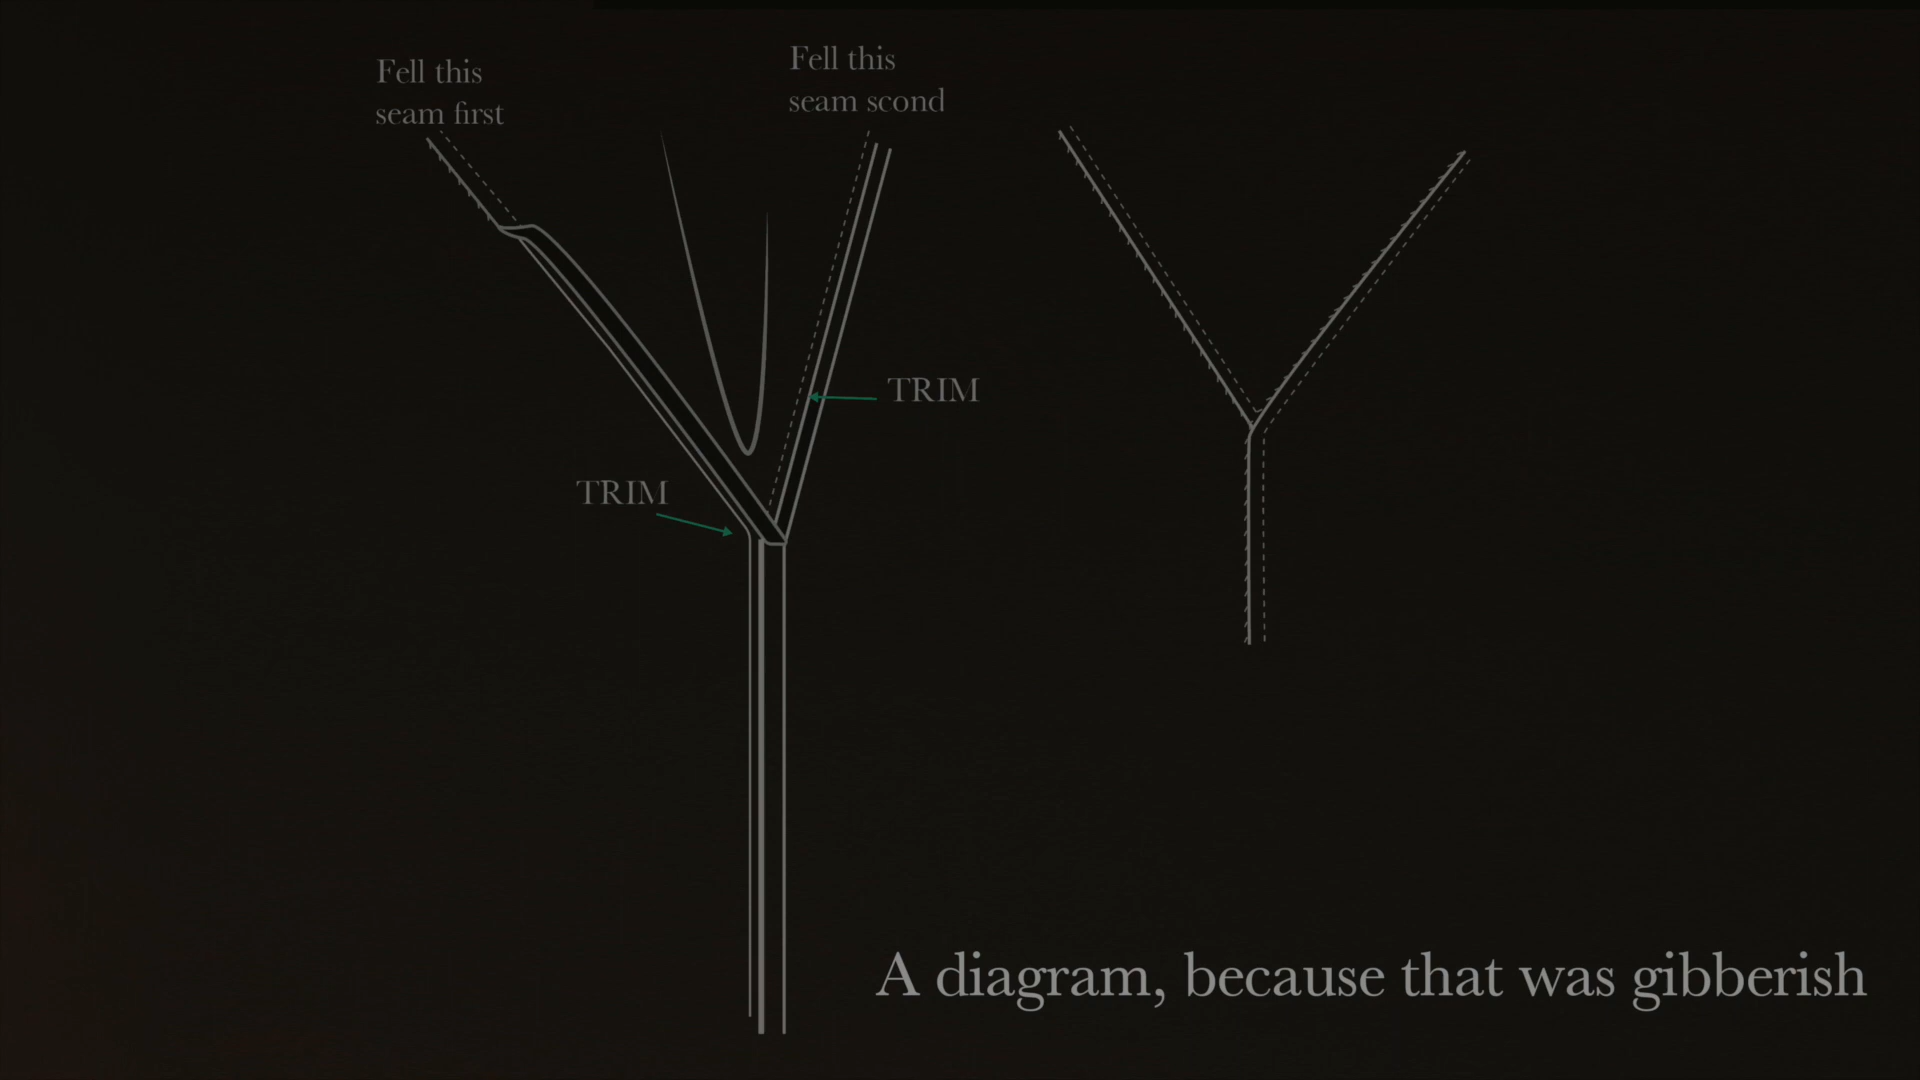 Fell this
seam first
Fell this
seam scond
TRIM
TRIM
A diagram, because that was gibberish